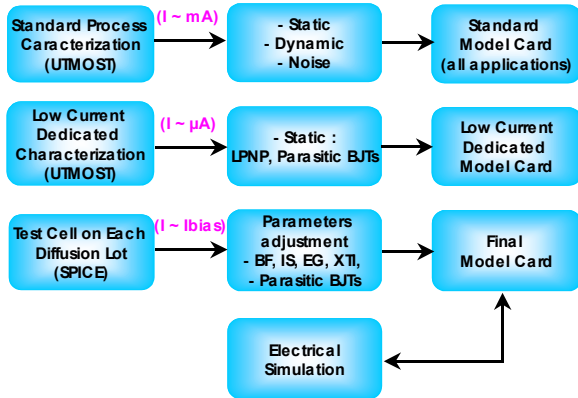 Standard Process
Caracterization
(UTMOST)
(I ~ mA)
- Static
- Dynamic
- Noise
Standard
Model Card
(all applications)
Low Current
Dedicated
Characterization
(UTMOST)
(I ~ µA)
- Static :
LPNP, Parasitic BJTs
Low Current
Dedicated
Model Card
Test Cell on Each
Diffusion Lot
(SPICE)
(I ~ Ibias)
Parameters
adjustment
- BF, IS, EG, XTI,
- Parasitic BJTs
Final
Model Card
Electrical
Simulation